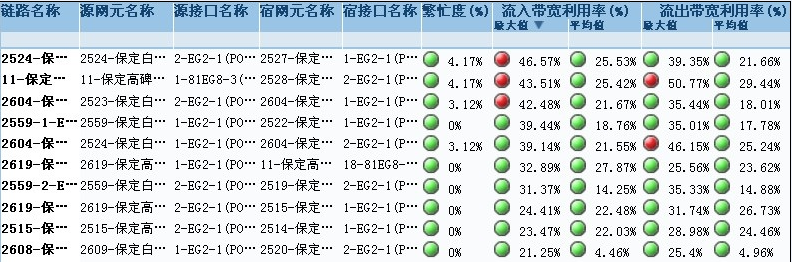 链路名称 源网元名称 源接口名称 宿网元名称 宿接口名称 繁忙度(%) 流入带宽利用率(%) 流出带宽利用率(%)
最大值 ▼ 平均值 最大值 平均值
2524-保… 2524-保定白… 2-EG2-1(PO… 2527-保定… 1-EG2-1(P… 4.17% 46.57% 25.53% 39.35% 21.66%
11-保定… 11-保定高碑… 1-81EG8-3(… 2528-保定… 2-EG2-1(P… 4.17% 43.51% 25.42% 50.77% 29.44%
2604-保… 2523-保定白… 2-EG2-1(PO… 2604-保定… 1-EG2-1(P… 3.12% 42.48% 21.67% 35.44% 18.01%
2559-1-E… 2559-保定白… 1-EG2-1(PO… 2522-保定… 1-EG2-1(P… 0% 39.44% 18.76% 35.01% 17.78%
2604-保… 2524-保定白… 1-EG2-1(PO… 2604-保定… 2-EG2-1(P… 3.12% 39.14% 21.55% 46.15% 25.24%
2619-保… 2619-保定高… 1-EG2-1(PO… 11-保定高… 18-81EG8-… 0% 32.89% 27.87% 25.56% 23.62%
2559-2-E… 2559-保定白… 2-EG2-1(PO… 2519-保定… 2-EG2-1(P… 0% 31.37% 14.25% 35.33% 14.88%
2619-保… 2619-保定高… 2-EG2-1(PO… 2515-保定… 1-EG2-1(P… 0% 24.41% 22.48% 31.74% 26.73%
2515-保… 2515-保定高… 2-EG2-1(PO… 2514-保定… 1-EG2-1(P… 0% 23.47% 22.03% 28.98% 24.46%
2608-保… 2609-保定白… 1-EG2-1(PO… 2520-保定… 2-EG2-1(P… 0% 21.25% 4.46% 25.4% 4.96%